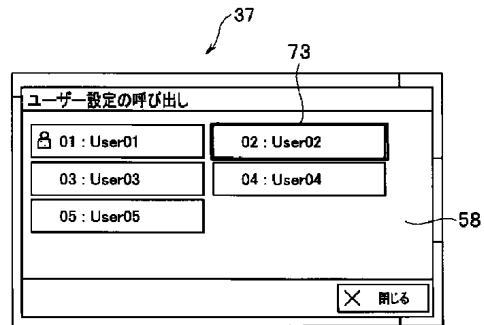 37
73
ユーザー設定の呼び出し
01 : User01
02 : User02
03 : User03
04 : User04
05 : User05
58
× 閉じる